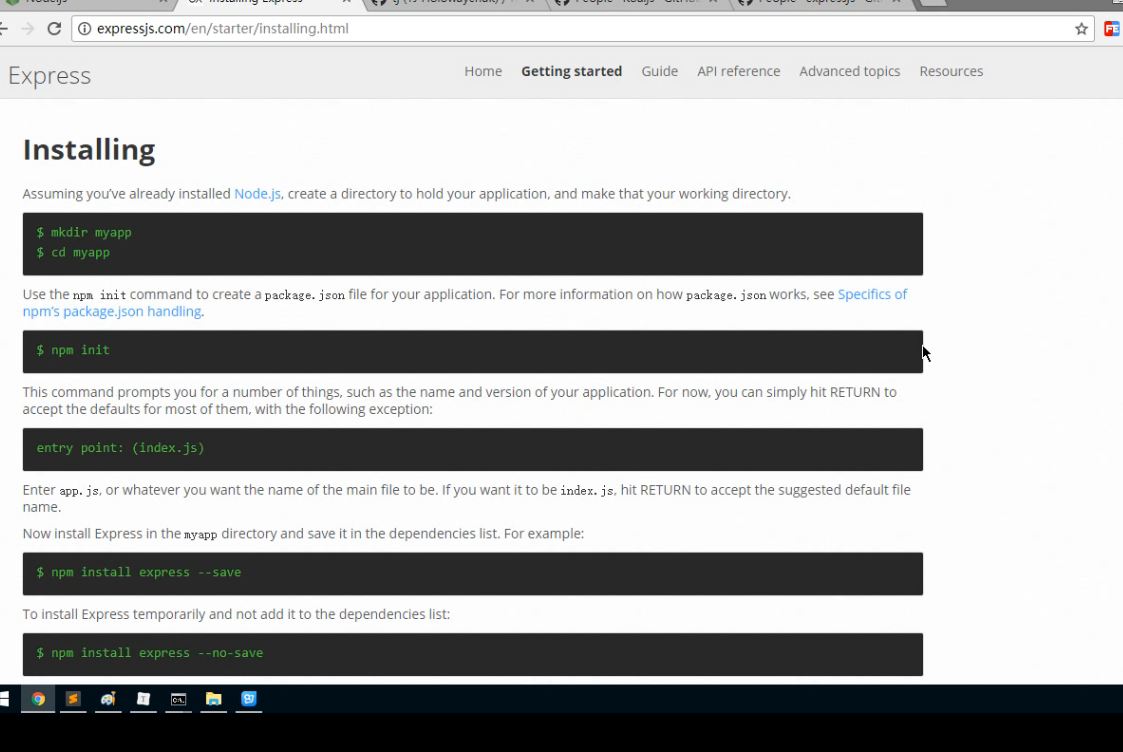 Installing Express
expressjs.com/en/starter/installing.html
Express
Home Getting started Guide API reference Advanced topics Resources
Installing
Assuming you've already installed Node.js, create a directory to hold your application, and make that your working directory.
$ mkdir myapp
$ cd myapp
Use the npm init command to create a package.json file for your application. For more information on how package.json works, see Specifics of
npm's package.json handling.
$ npm init
This command prompts you for a number of things, such as the name and version of your application. For now, you can simply hit RETURN to
accept the defaults for most of them, with the following exception:
entry point: (index.js)
Enter app.js, or whatever you want the name of the main file to be. If you want it to be index.js, hit RETURN to accept the suggested default file
name.
Now install Express in the myapp directory and save it in the dependencies list. For example:
$ npm install express --save
To install Express temporarily and not add it to the dependencies list:
$ npm install express --no-save